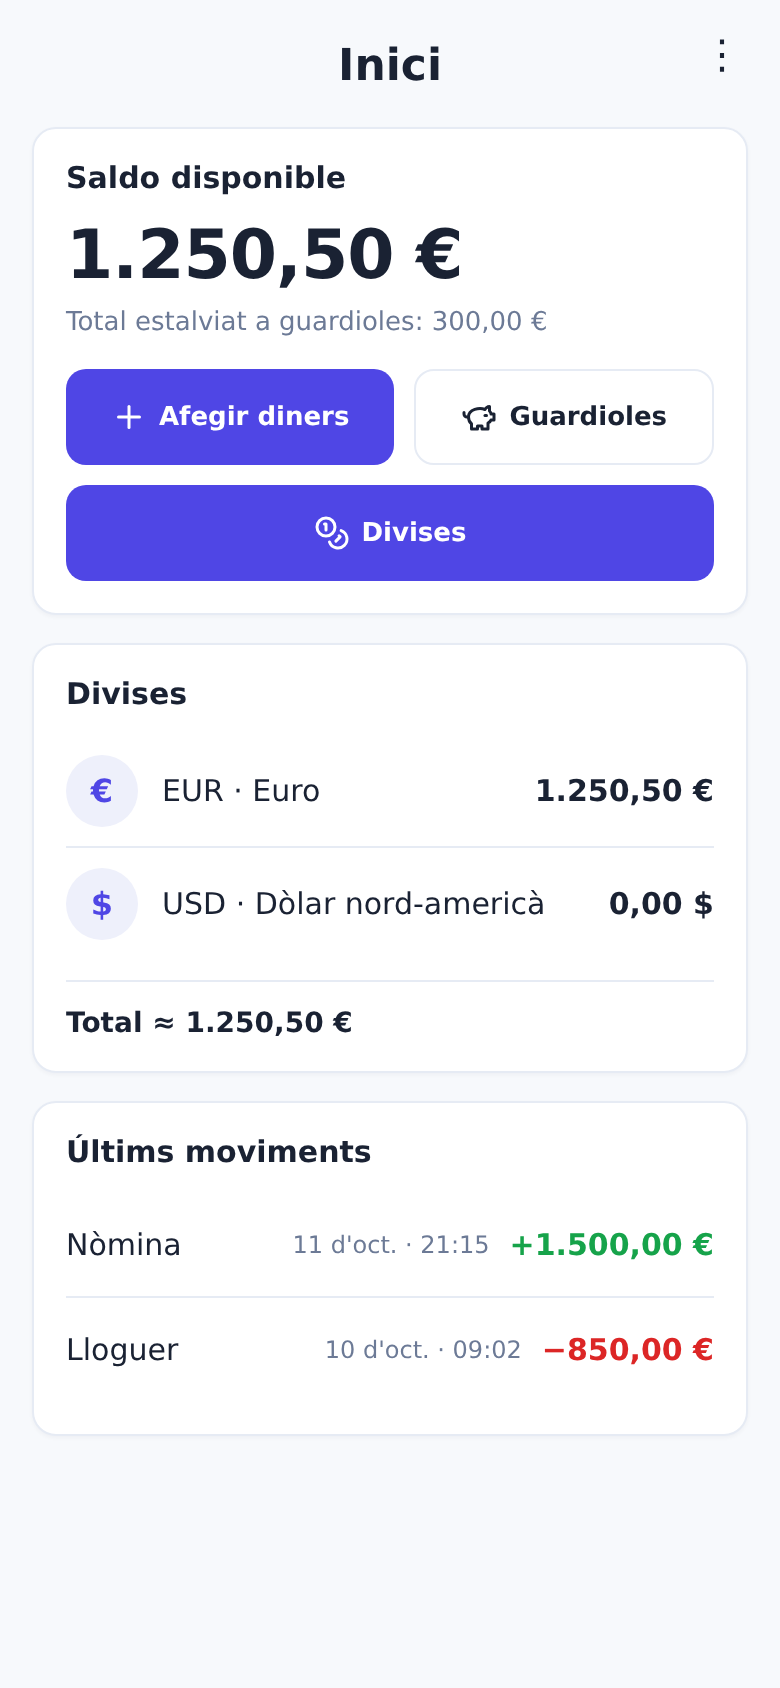 Inici
⋮
Saldo disponible
1.250,50 €
Total estalviat a guardioles: 300,00 €
Afegir diners
Guardioles
Divises
Divises
€ EUR · Euro 1.250,50 €
$ USD · Dòlar nord-americà 0,00 $
Total ≈ 1.250,50 €
Últims moviments
Nòmina 11 d'oct. · 21:15 +1.500,00 €
Lloguer 10 d'oct. · 09:02 −850,00 €